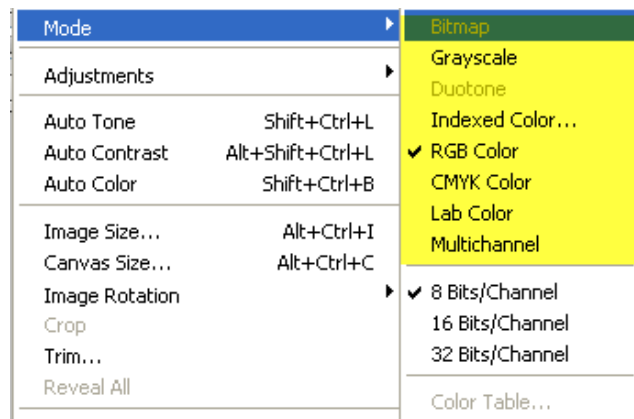 Mode
Adjustments
Auto Tone Shift+Ctrl+L
Auto Contrast Alt+Shift+Ctrl+L
Auto Color Shift+Ctrl+B
Image Size... Alt+Ctrl+I
Canvas Size... Alt+Ctrl+C
Image Rotation
Crop
Trim...
Reveal All
Bitmap
Grayscale
Duotone
Indexed Color...
RGB Color
CMYK Color
Lab Color
Multichannel
8 Bits/Channel
16 Bits/Channel
32 Bits/Channel
Color Table...